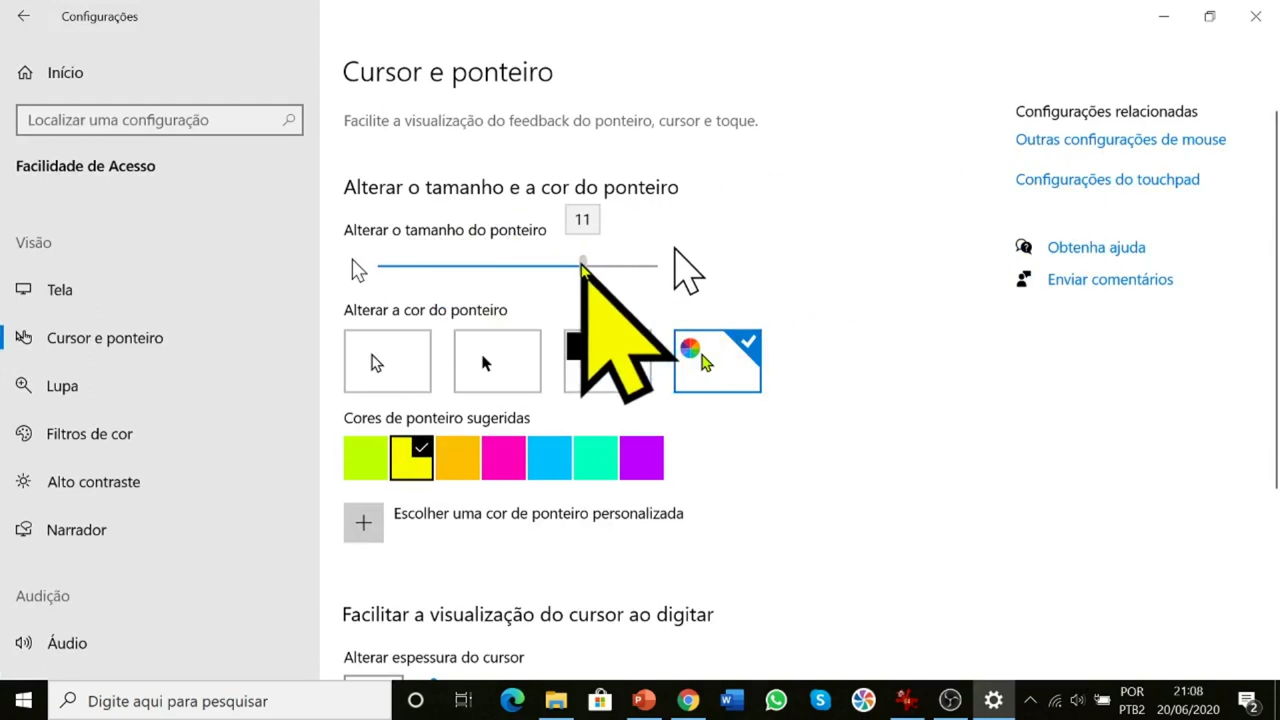 Configurações
Início
Localizar uma configuração
Facilidade de Acesso
Visão
Tela
Cursor e ponteiro
Lupa
Filtros de cor
Alto contraste
Narrador
Audição
Áudio
Cursor e ponteiro
Facilite a visualização do feedback do ponteiro, cursor e toque.
Alterar o tamanho e a cor do ponteiro
Alterar o tamanho do ponteiro
11
Alterar a cor do ponteiro
Cores de ponteiro sugeridas
Escolher uma cor de ponteiro personalizada
Facilitar a visualização do cursor ao digitar
Alterar espessura do cursor
Configurações relacionadas
Outras configurações de mouse
Configurações do touchpad
Obtenha ajuda
Enviar comentários
Digite aqui para pesquisar
POR
PTB2
21:08
20/06/2020
2